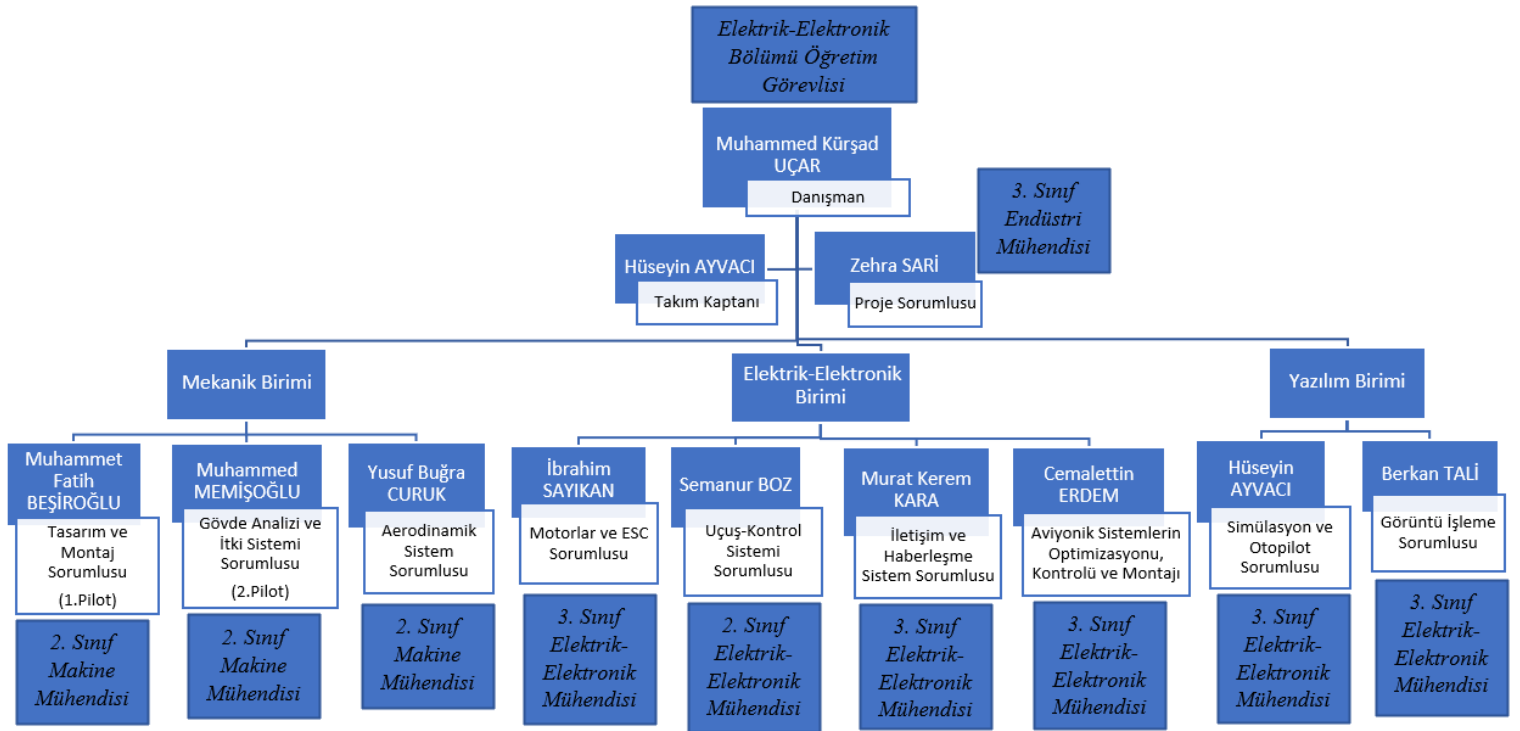 Elektrik-Elektronik
Bölümü Öğretim
Görevlisi
Muhammed Kürşad
UÇAR
Danışman
3. Sınıf
Endüstri
Mühendisi
Hüseyin AYVACI
Takım Kaptanı
Zehra SARİ
Proje Sorumlusu
Mekanik Birimi
Elektrik-Elektronik
Birimi
Yazılım Birimi
Muhammet
Fatih
BEŞİROĞLU
Tasarım ve
Montaj
Sorumlusu
(1.Pilot)
2. Sınıf
Makine
Mühendisi
Muhammed
MEMİŞOĞLU
Gövde Analizi ve
İtki Sistemi
Sorumlusu
(2.Pilot)
2. Sınıf
Makine
Mühendisi
Yusuf Buğra
CURUK
Aerodinamik
Sistem
Sorumlusu
2. Sınıf
Makine
Mühendisi
İbrahim
SAYIKAN
Motorlar ve ESC
Sorumlusu
3. Sınıf
Elektrik-
Elektronik
Mühendisi
Semanur BOZ
Uçuş-Kontrol
Sistemi
Sorumlusu
2. Sınıf
Elektrik-
Elektronik
Mühendisi
Murat Kerem
KARA
İletişim ve
Haberleşme
Sistem Sorumlusu
3. Sınıf
Elektrik-
Elektronik
Mühendisi
Cemalettin
ERDEM
Aviyonik Sistemlerin
Optimizasyonu,
Kontrolü ve Montajı
3. Sınıf
Elektrik-
Elektronik
Mühendisi
Hüseyin
AYVACI
Simülasyon ve
Otopilot
Sorumlusu
3. Sınıf
Elektrik-
Elektronik
Mühendisi
Berkan TALİ
Görüntü İşleme
Sorumlusu
3. Sınıf
Elektrik-
Elektronik
Mühendisi